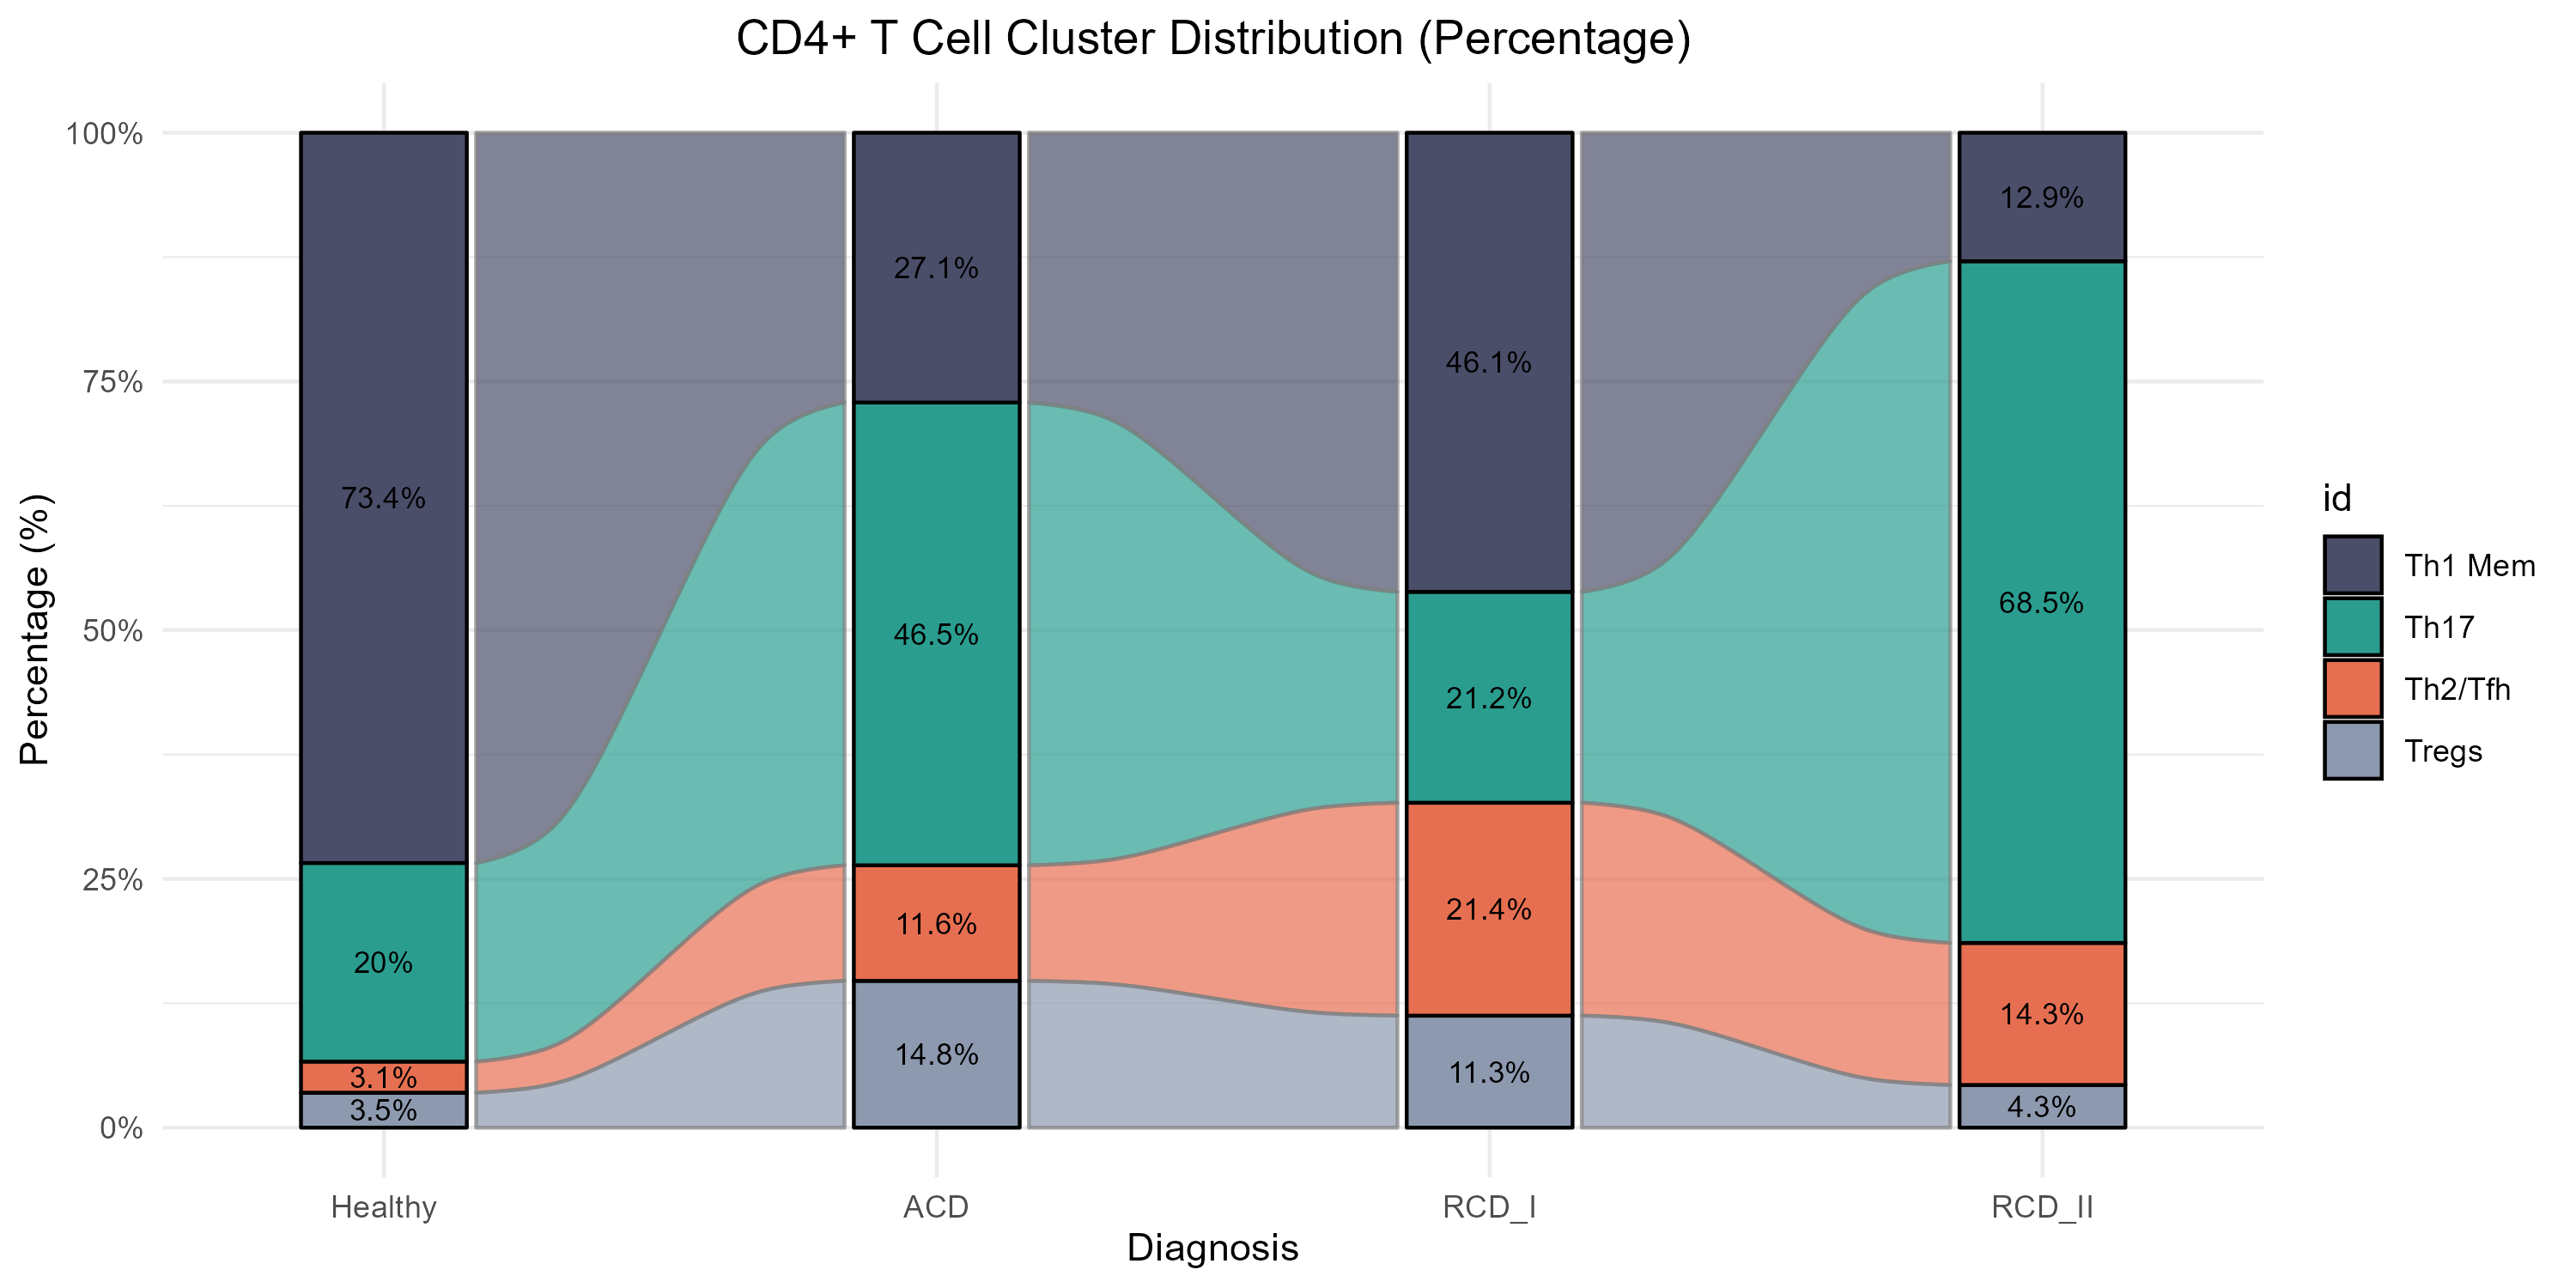 CD4+ T Cell Cluster Distribution (Percentage)
Percentage (%)
100%
75%
50%
25%
0%
73.4%
20%
3.1%
3.5%
27.1%
46.5%
11.6%
14.8%
46.1%
21.2%
21.4%
11.3%
12.9%
68.5%
14.3%
4.3%
Healthy
ACD
RCD_I
RCD_II
Diagnosis
id
Th1 Mem
Th17
Th2/Tfh
Tregs